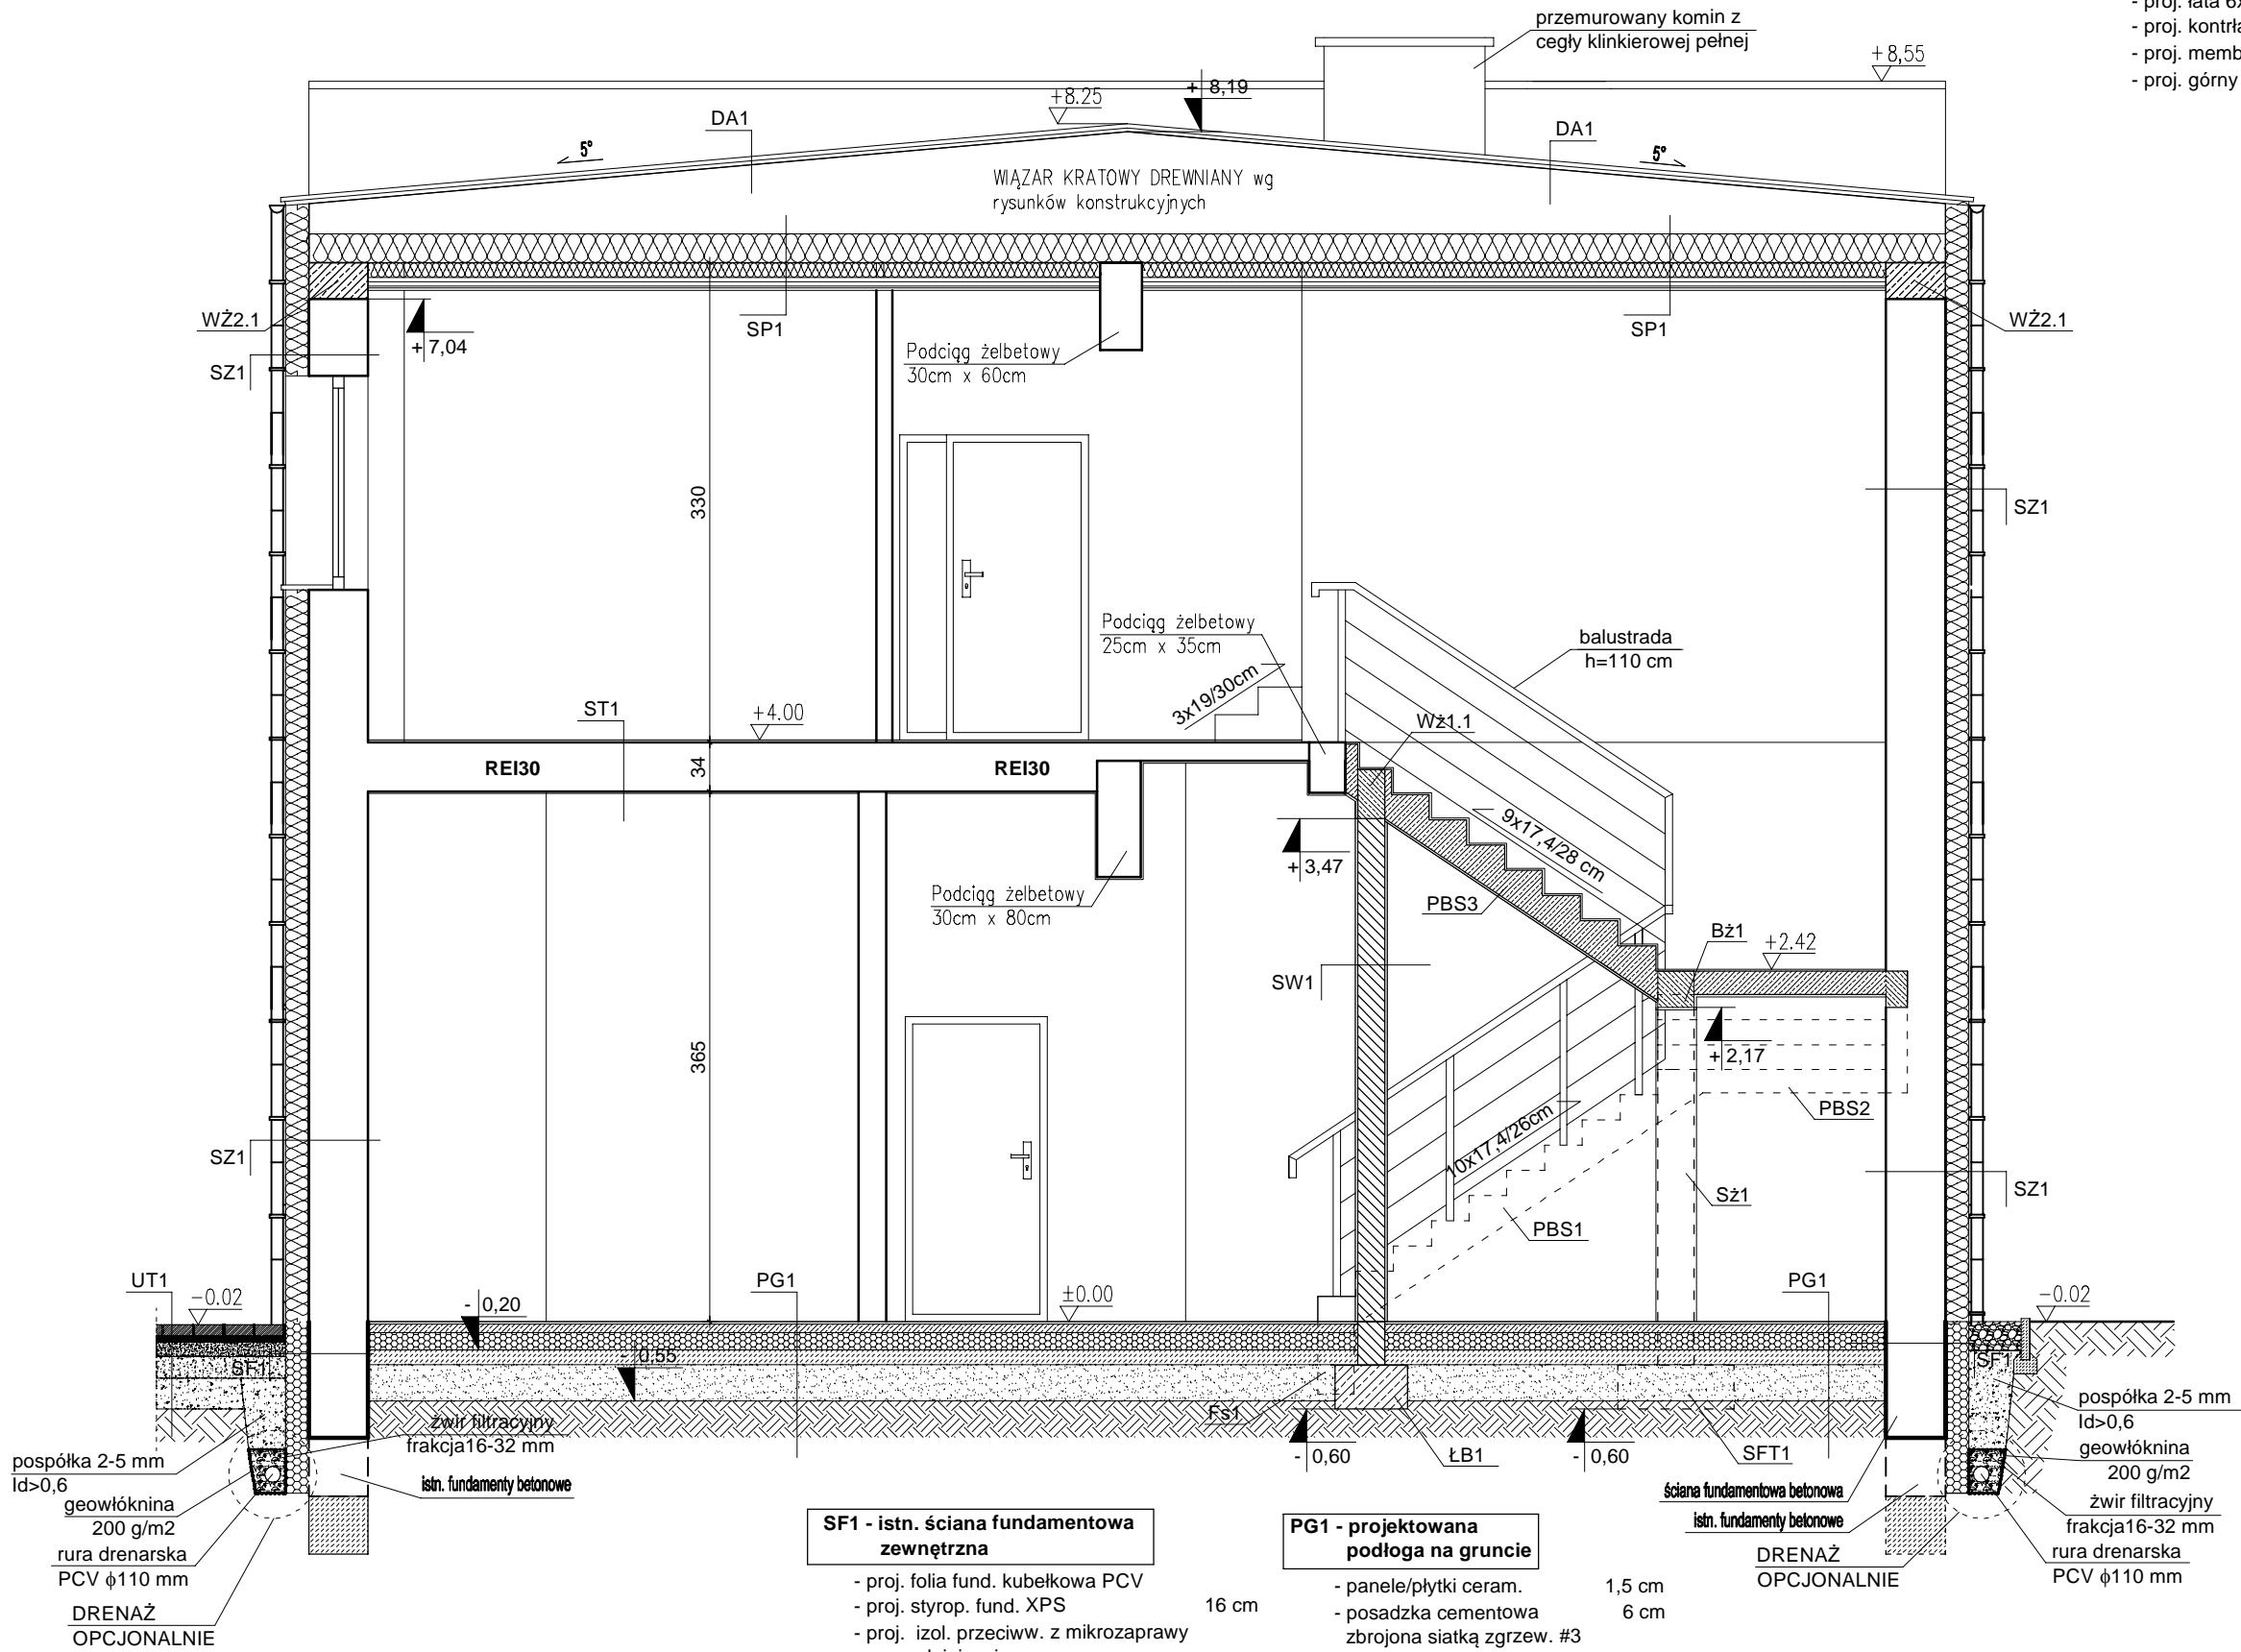 przemurowany komin z
cegły klinkierowej pełnej
- proj. łata 6x
- proj. kontrła
- proj. memb
- proj. górny
+8,55
+8.25
+ 8,19
DA1
DA1
5°
5°
WIĄZAR KRATOWY DREWNIANY wg
rysunków konstrukcyjnych
WŻ2.1
SZ1
+ 7,04
SP1
SP1
WŻ2.1
Podciąg żelbetowy
30cm x 60cm
330
SZ1
Podciąg żelbetowy
25cm x 35cm
balustrada
h=110 cm
3x19/30cm
ST1
+4.00
Wż1.1
REI30
34
REI30
9x17,4/28 cm
+ 3,47
Podciąg żelbetowy
30cm x 80cm
PBS3
Bż1
+2.42
SW1
365
+ 2,17
PBS2
10x17,4/26cm
SZ1
Sż1
SZ1
PBS1
UT1
-0.02
- 0,20
PG1
±0.00
PG1
-0.02
SF1
- 0.55
SF1
Fs1
żwir filtracyjny
frakcja16-32 mm
- 0,60
ŁB1
- 0,60
SFT1
pospółka 2-5 mm
Id>0,6
geowłóknina
200 g/m2
rura drenarska
PCV ϕ110 mm
DRENAŻ
OPCJONALNIE
istn. fundamenty betonowe
ściana fundamentowa betonowa
istn. fundamenty betonowe
DRENAŻ
OPCJONALNIE
pospółka 2-5 mm
Id>0,6
geowłóknina
200 g/m2
żwir filtracyjny
frakcja16-32 mm
rura drenarska
PCV ϕ110 mm
SF1 - istn. ściana fundamentowa
zewnętrzna
- proj. folia fund. kubełkowa PCV
- proj. styrop. fund. XPS 16 cm
- proj. izol. przeciww. z mikrozaprawy
PG1 - projektowana
podłoga na gruncie
- panele/płytki ceram. 1,5 cm
- posadzka cementowa 6 cm
zbrojona siatką zgrzew. #3